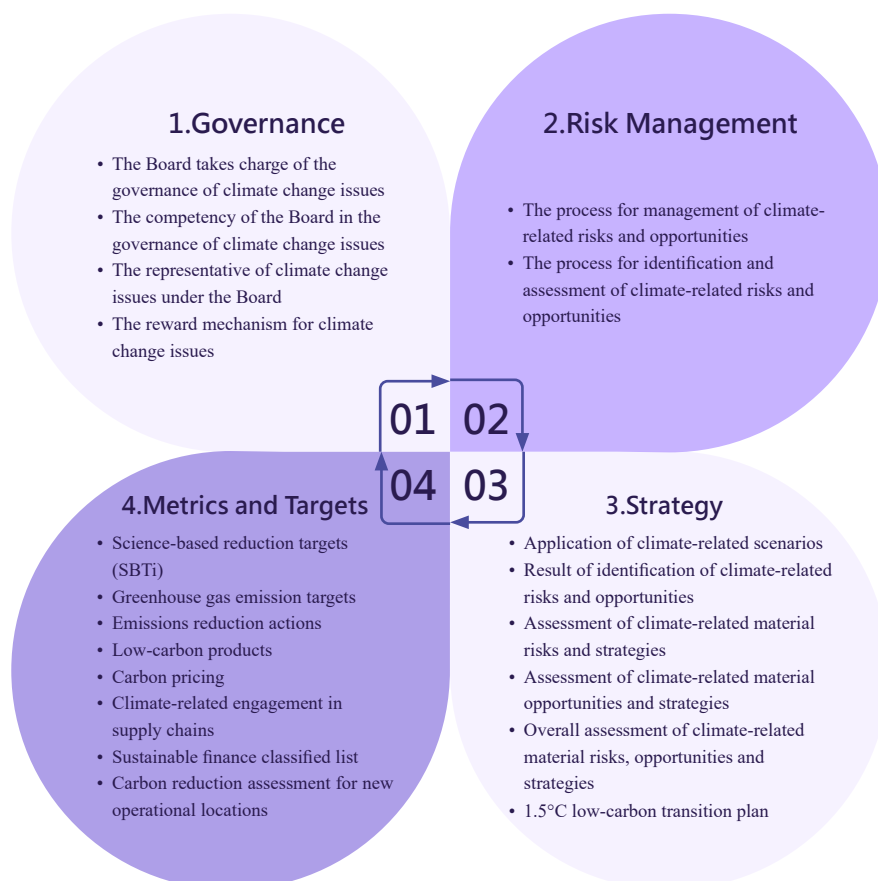 1.Governance
• The Board takes charge of the
governance of climate change issues
• The competency of the Board in the
governance of climate change issues
• The representative of climate change
issues under the Board
• The reward mechanism for climate
change issues
2.Risk Management
• The process for management of climate-
related risks and opportunities
• The process for identification and
assessment of climate-related risks and
opportunities
01 02
04 03
4.Metrics and Targets
• Science-based reduction targets
(SBTi)
• Greenhouse gas emission targets
• Emissions reduction actions
• Low-carbon products
• Carbon pricing
• Climate-related engagement in
supply chains
• Sustainable finance classified list
• Carbon reduction assessment for new
operational locations
3.Strategy
• Application of climate-related scenarios
• Result of identification of climate-related
risks and opportunities
• Assessment of climate-related material
risks and strategies
• Assessment of climate-related material
opportunities and strategies
• Overall assessment of climate-related
material risks, opportunities and
strategies
• 1.5°C low-carbon transition plan